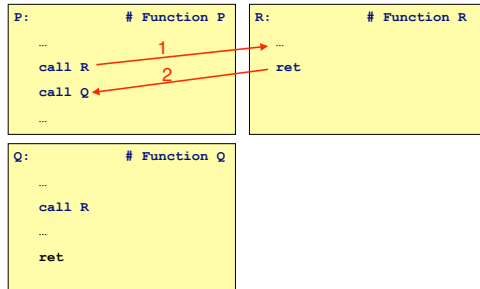 P: # Function P
…
call R
call Q
…
1
2
R: # Function R
…
ret
Q: # Function Q
…
call R
…
ret